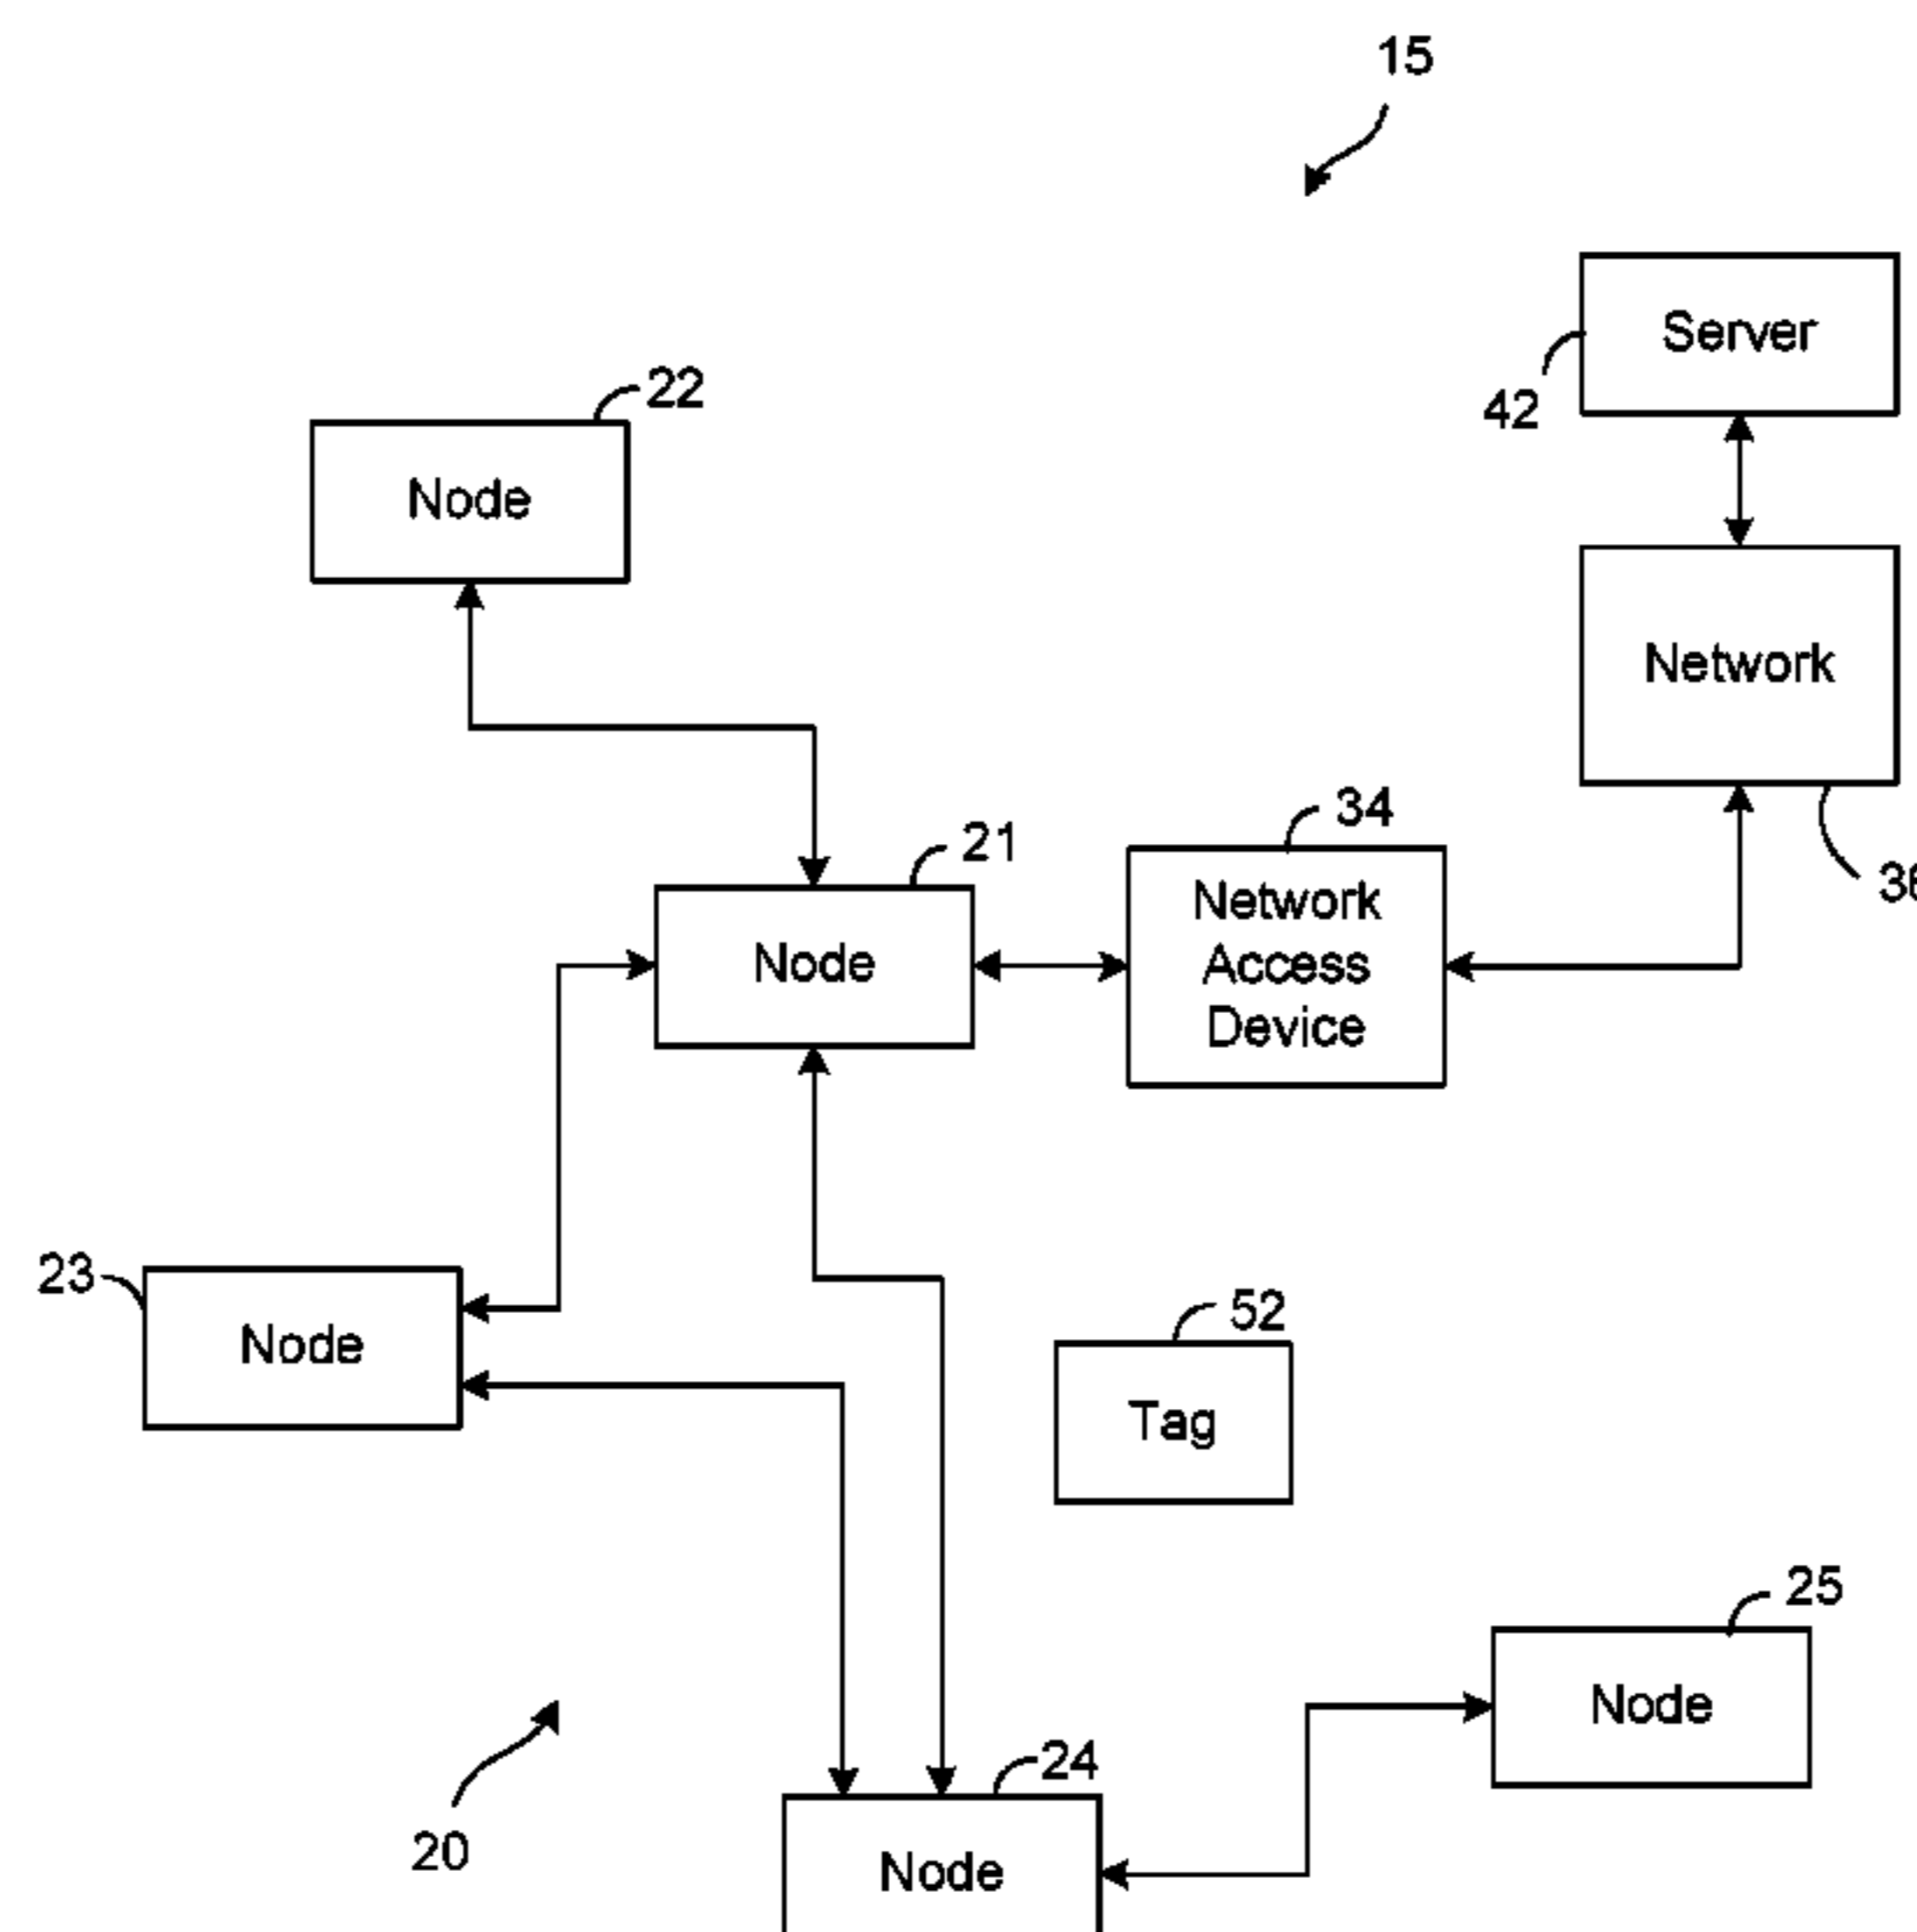 15
Server
42
22
Node
Network
34
21
Network
Access
Device
Node
23
Node
52
Tag
25
Node
24
Node
20